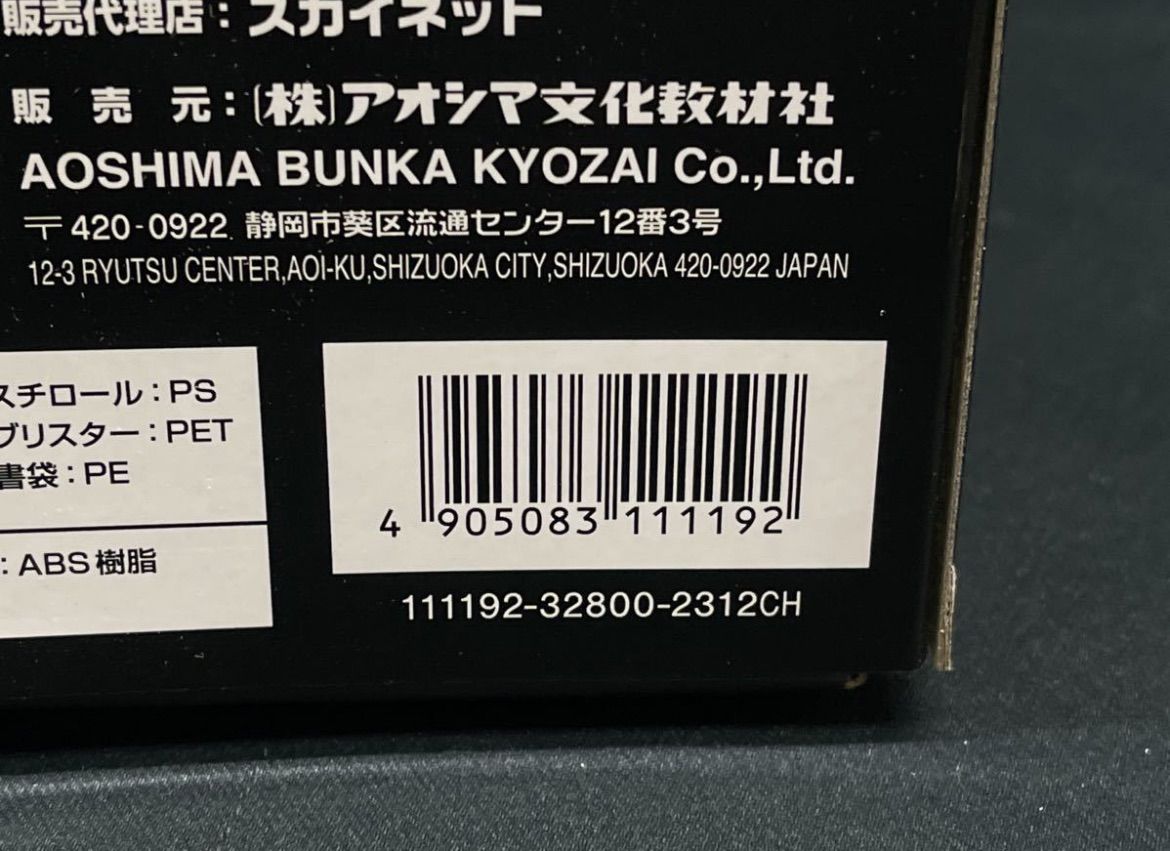 販売代理店：スカイネット
販売元：(株)アオシマ文化教材社
AOSHIMA BUNKA KYOZAI Co.,Ltd.
〒420-0922 静岡市葵区流通センター12番3号
12-3 RYUTSU CENTER,AOI-KU,SHIZUOKA CITY,SHIZUOKA 420-0922 JAPAN
スチロール：PS
ブリスター：PET
書袋：PE
：ABS樹脂
4 905083 111192
111192-32800-2312CH